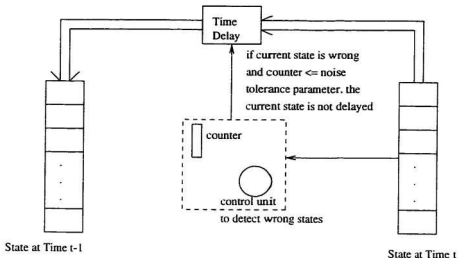 Time
Delay
if current state is wrong
and counter <= noise
tolerance parameter. the
current state is not delayed
counter
control unit
to detect wrong states
State at Time t-1
State at Time t